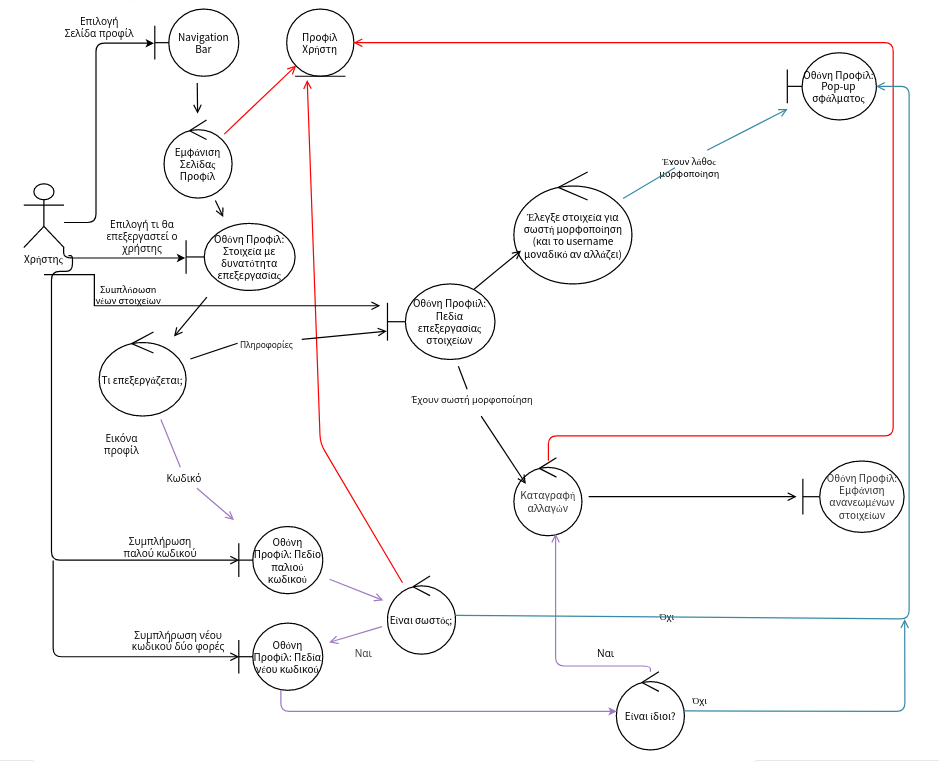 Επιλογή
Σελίδα προφίλ
Navigation
Bar
Προφίλ
Χρήστη
Οθόνη Προφίλ:
Pop-up
σφάλματος
Εμφάνιση
Σελίδας
Προφίλ
Έχουν λάθος
μορφοποίηση
Χρήστης
Επιλογή τι θα
επεξεργαστεί ο
χρήστης
Οθόνη Προφίλ:
Στοιχεία με
δυνατότητα
επεξεργασίας
Έλεγξε στοιχεία για
σωστή μορφοποίηση
(και το username
μοναδικό αν αλλάζει)
Συμπλήρωση
νέων στοιχείων
Οθόνη Προφιίλ:
Πεδία
επεξεργασίας
στοιχείων
Πληροφορίες
Τι επεξεργάζεται;
Έχουν σωστή μορφοποίηση
Εικόνα
προφίλ
Κωδικό
Καταγραφή
αλλαγών
Οθόνη Προφίλ:
Εμφάνιση
ανανεωμένων
στοιχείων
Συμπλήρωση
παλού κωδικού
Οθόνη
Προφίλ: Πεδίο
παλιού
κωδικού
Είναι σωστός;
Όχι
Συμπλήρωση νέου
κωδικού δύο φορές
Οθόνη
Προφίλ: Πεδία
νέου κωδικού
Ναι
Ναι
Όχι
Είναι ίδιοι?